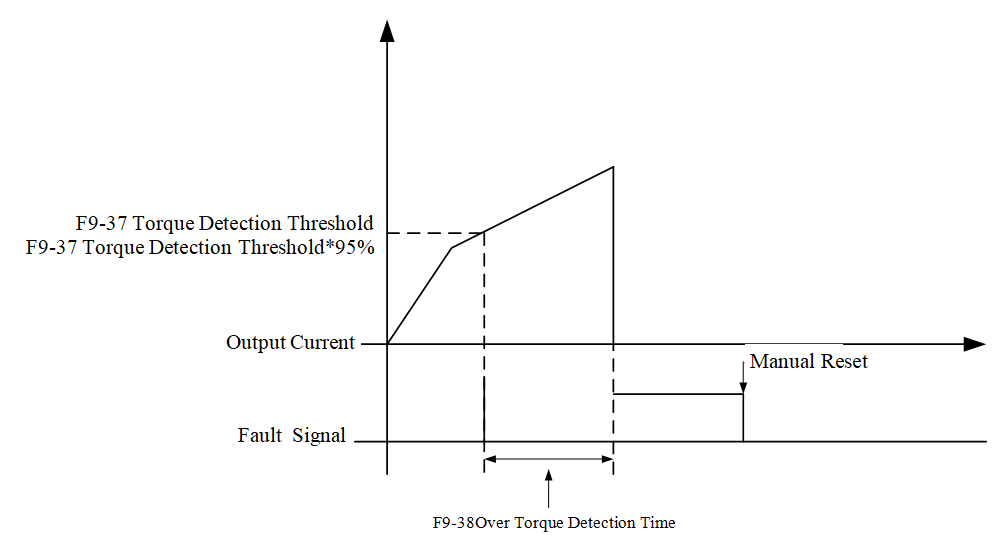 F9-37 Torque Detection Threshold
F9-37 Torque Detection Threshold*95%
Output Current
Manual Reset
Fault Signal
F9-38Over Torque Detection Time